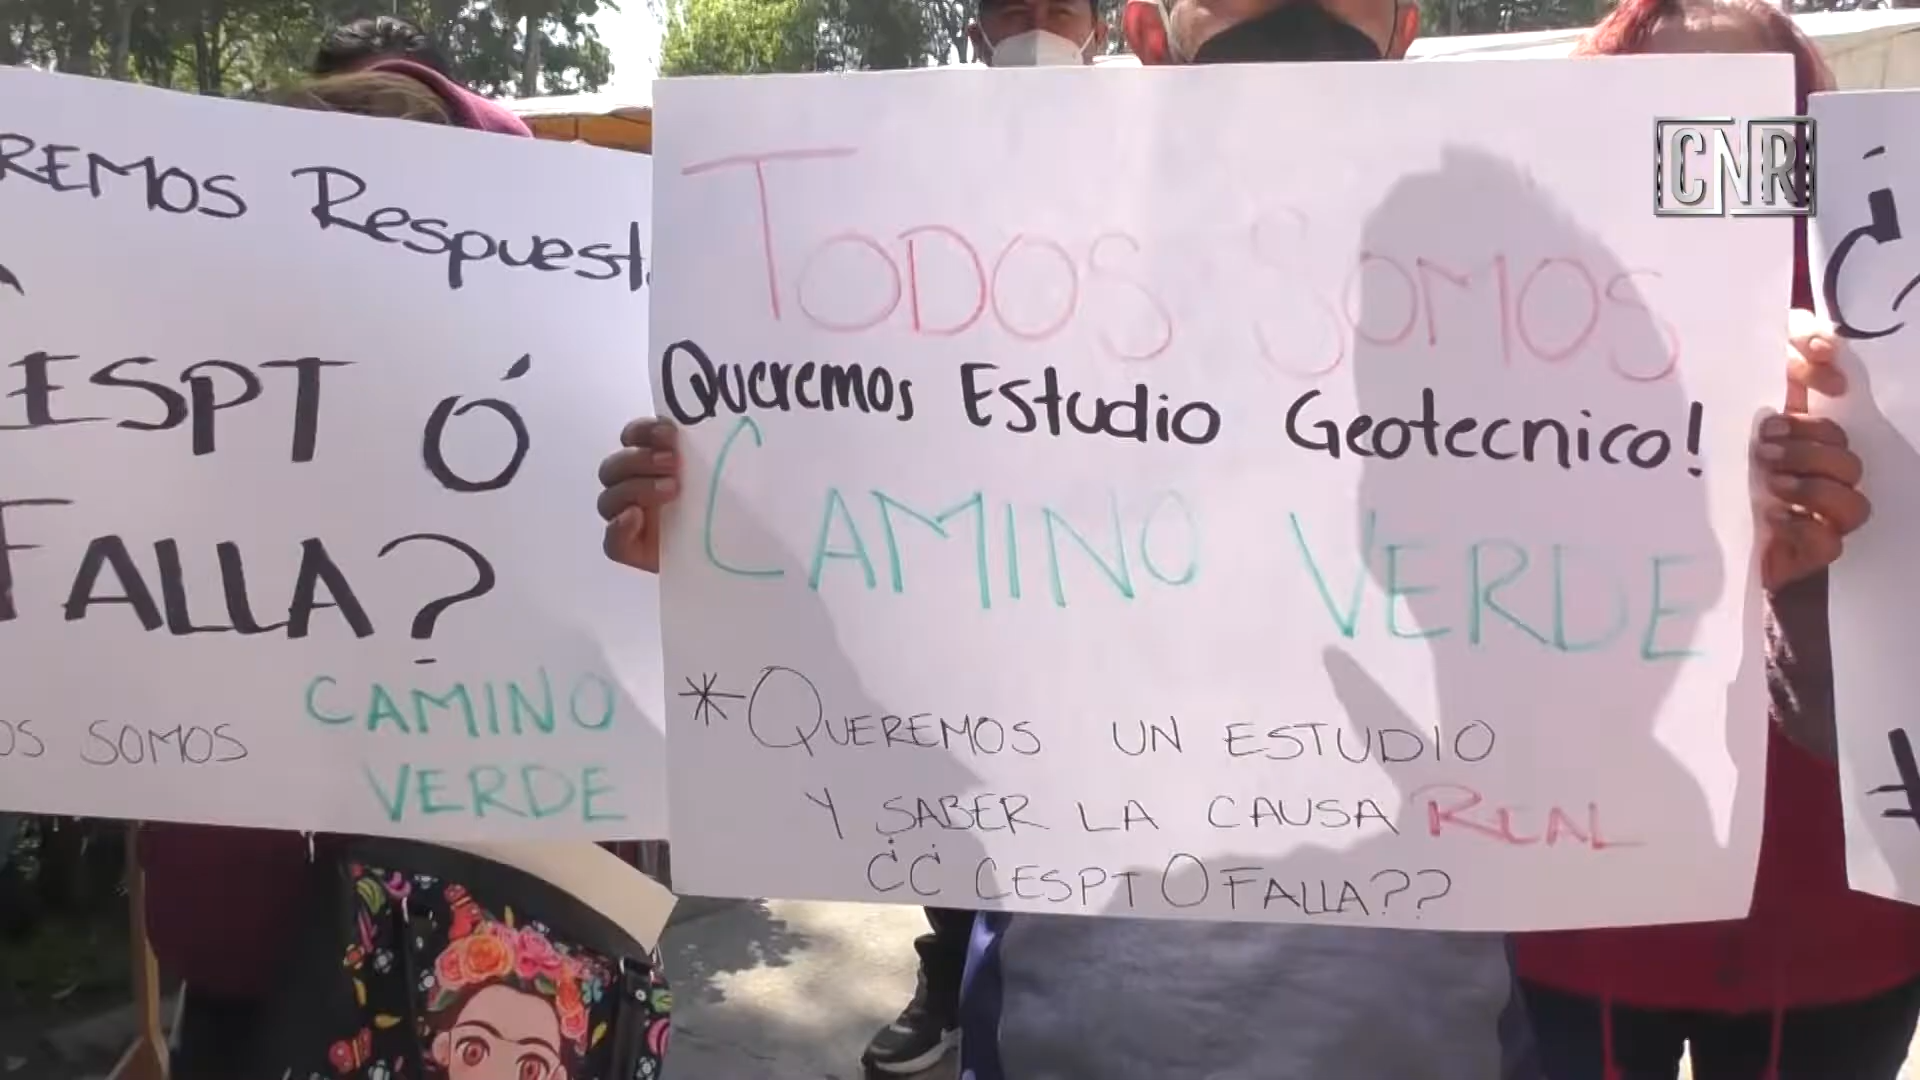 REMOS Respuest
ESPT Ó
FALLA?
OS SOMOS CAMINO
VERDE
TODOS SOMOS
Queremos Estudio Geotecnico!
CAMINO VERDE
*QUEREMOS UN ESTUDIO
Y SABER LA CAUSA REAL
¿¿ CESPT O FALLA??
CNR